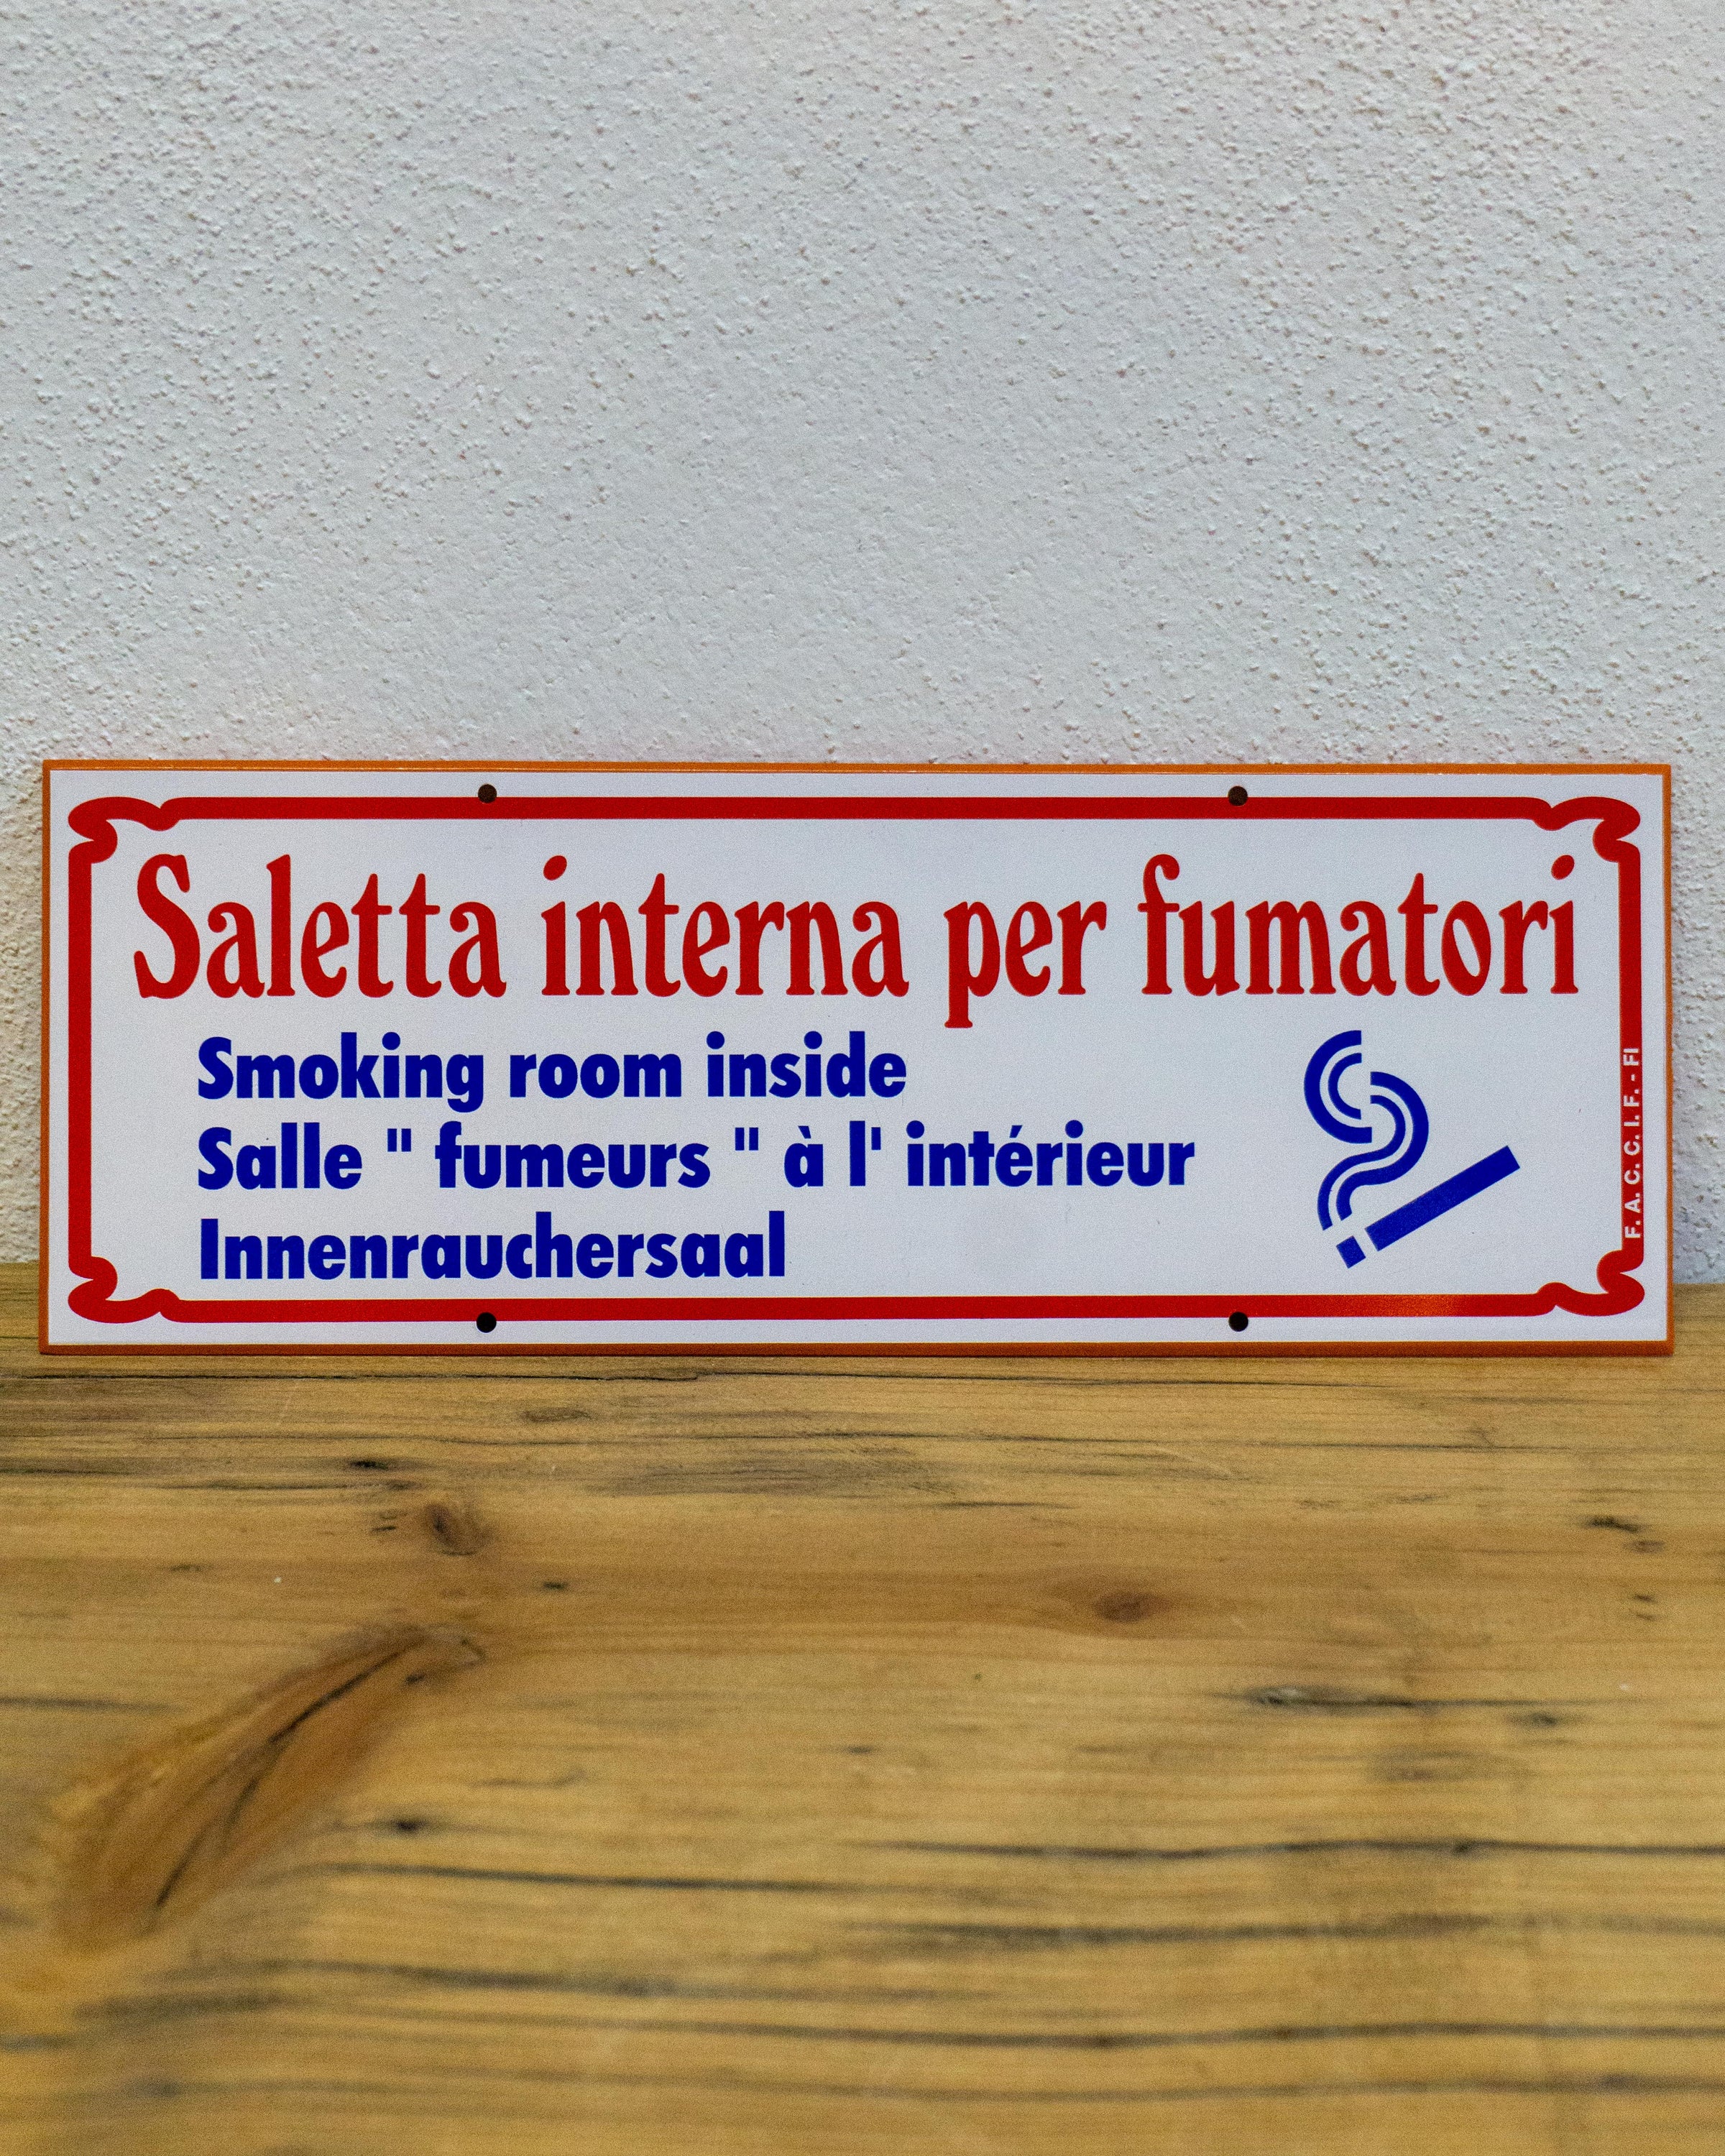 Saletta interna per fumatori
Smoking room inside
Salle " fumeurs " à l' intérieur
Innenrauchersaal
F. A. C. C. I. F. - FI